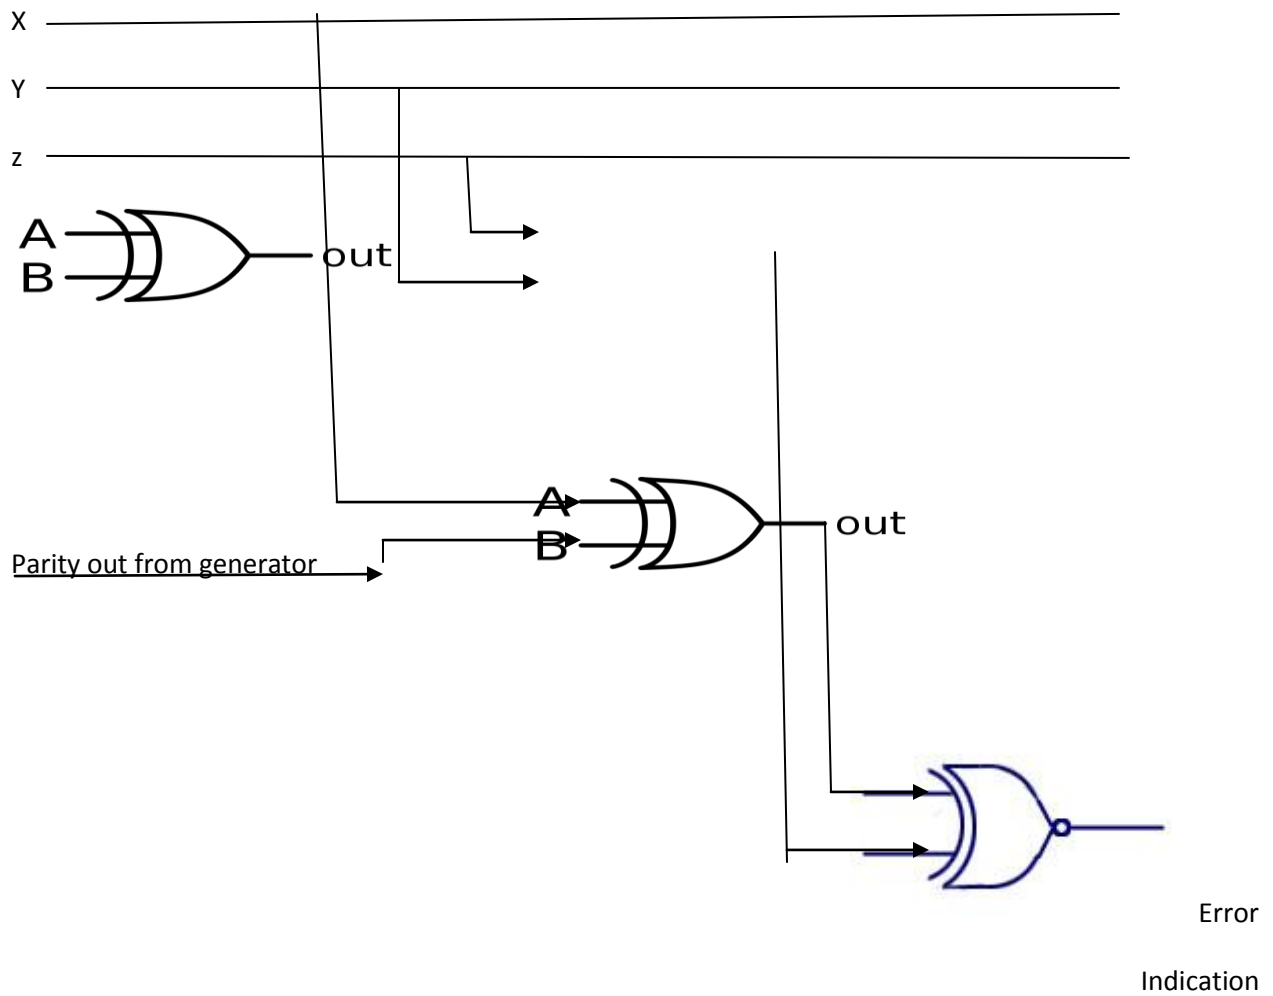 X
Y
z
A
B
out
A
B
out
Parity out from generator
Error
Indication